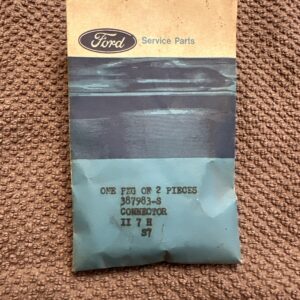 Ford
Service Parts
ONE PKG OF 2 PIECES
387983-S
CONNECTOR
II 7 H
S7